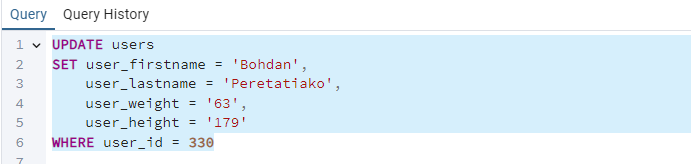 Query Query History
1 UPDATE users
2 SET user_firstname = 'Bohdan',
3 user_lastname = 'Peretatiako',
4 user_weight = '63',
5 user_height = '179'
6 WHERE user_id = 330
7